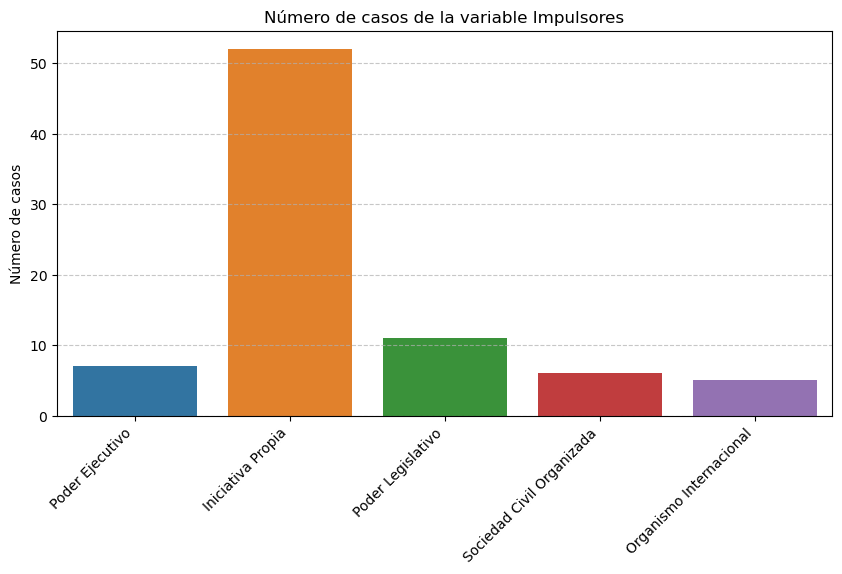 Número de casos de la variable Impulsores
Número de casos
50
40
30
20
10
0
Poder Ejecutivo
Iniciativa Propia
Poder Legislativo
Sociedad Civil Organizada
Organismo Internacional